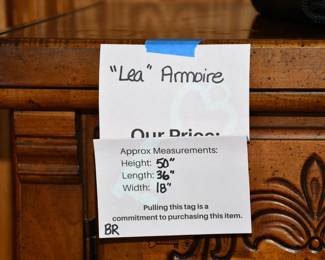 "Lea" Armoire
Our Price:
Approx Measurements:
Height: 50"
Length: 36"
Width: 18"
Pulling this tag is a
commitment to purchasing this item.
BR